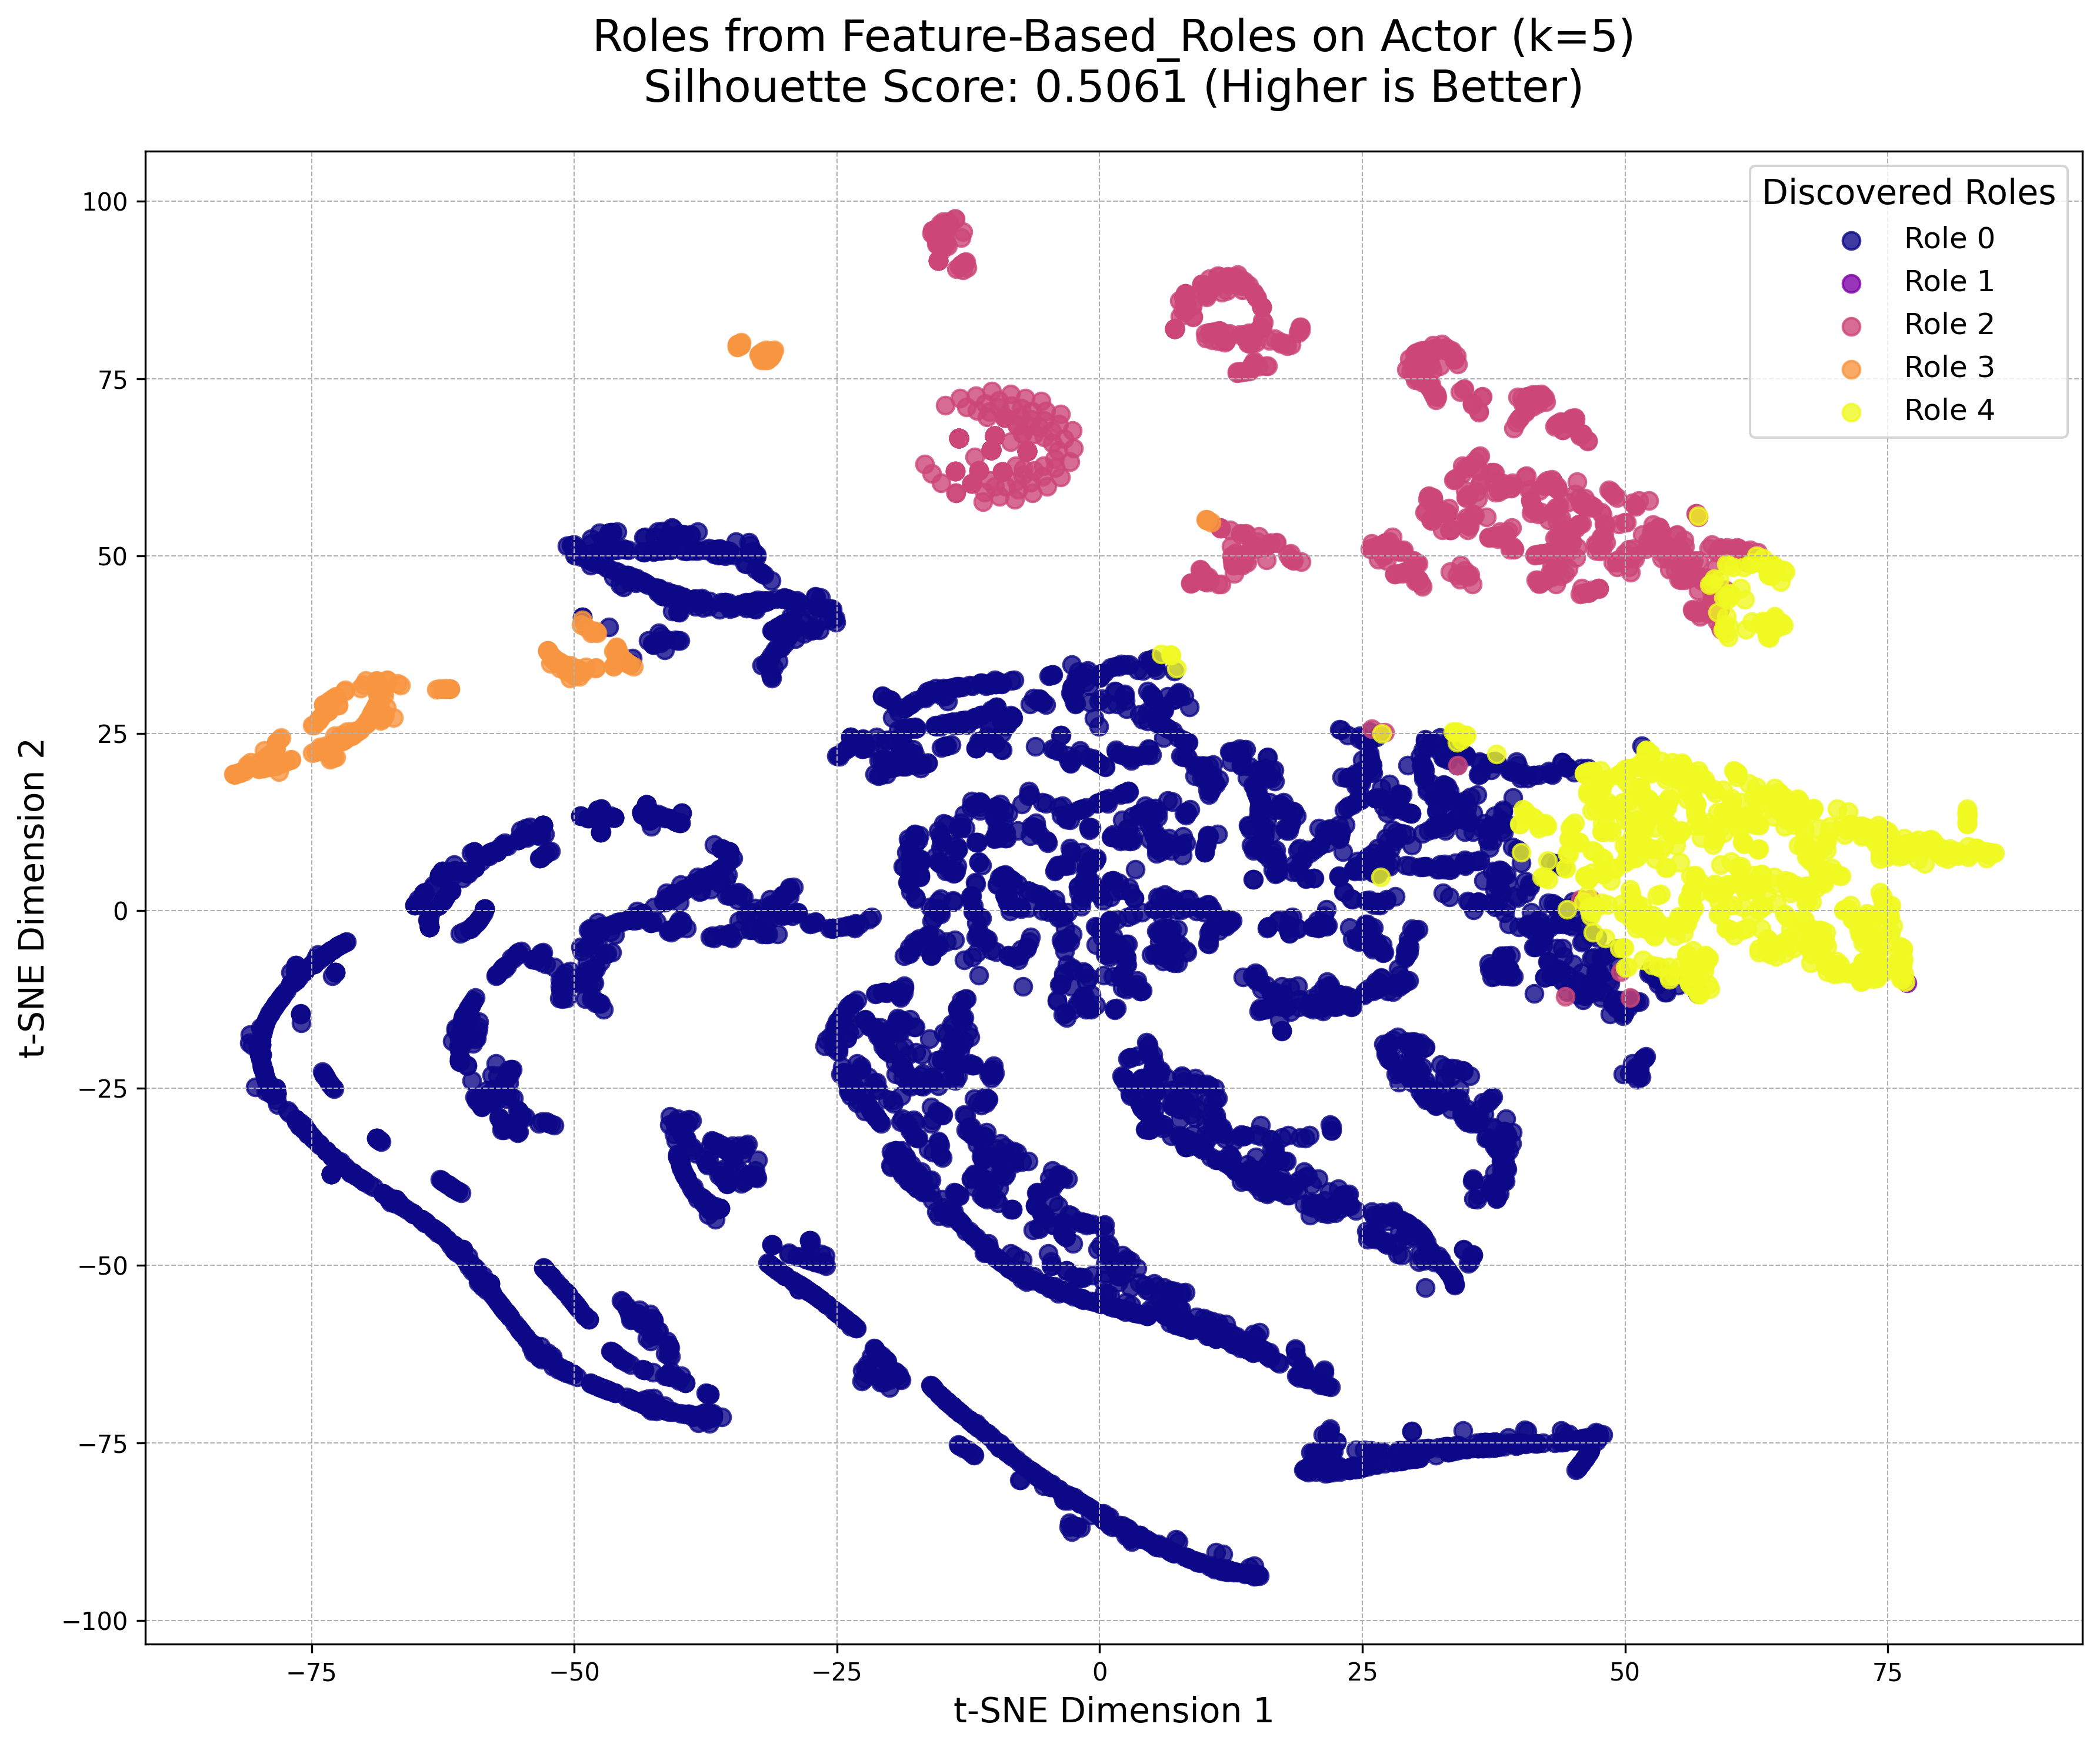 Roles from Feature-Based_Roles on Actor (k=5)
Silhouette Score: 0.5061 (Higher is Better)
Discovered Roles
Role 0
Role 1
Role 2
Role 3
Role 4
100
75
50
25
0
−25
−50
−75
−100
t-SNE Dimension 2
−75
−50
−25
0
25
50
75
t-SNE Dimension 1